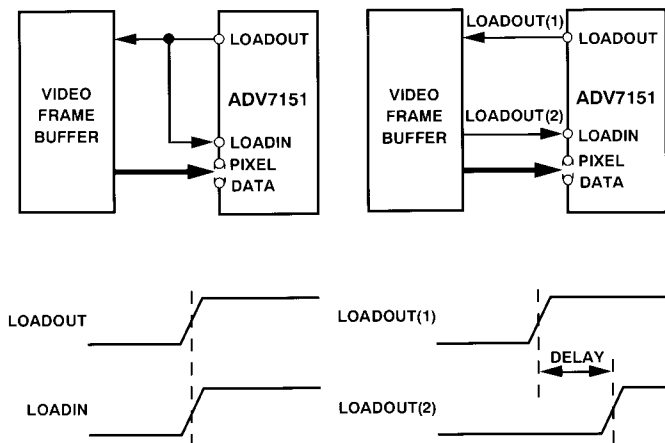 LOADOUT
ADV7151
VIDEO
FRAME
BUFFER
LOADIN
PIXEL
DATA
LOADOUT(1)
LOADOUT
ADV7151
VIDEO
FRAME
BUFFER
LOADOUT(2)
LOADIN
PIXEL
DATA
LOADOUT
LOADIN
LOADOUT(1)
DELAY
LOADOUT(2)